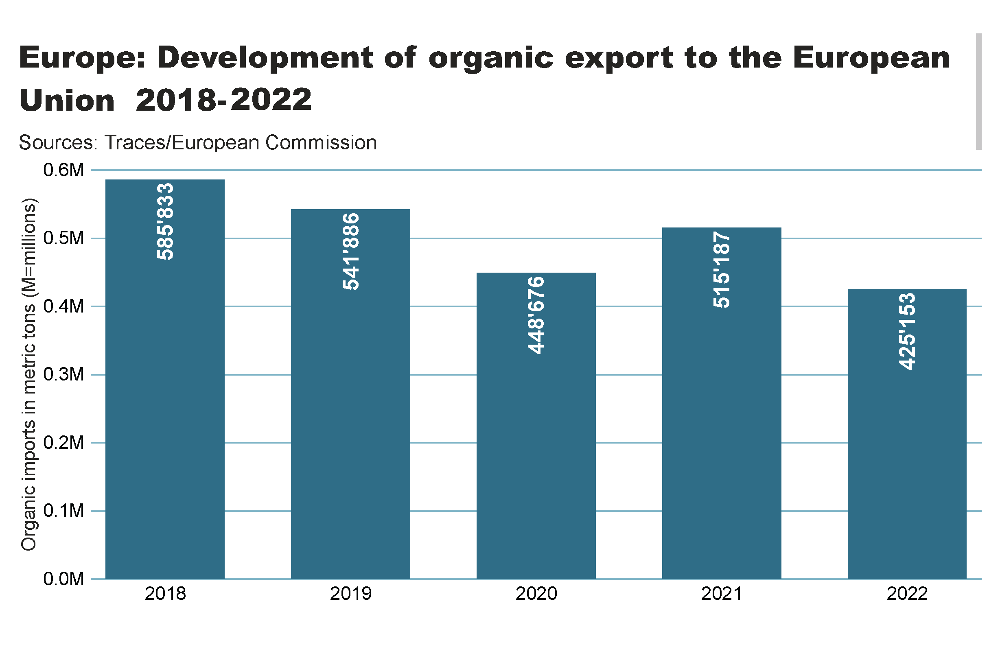 Europe: Development of organic export to the European
Union 2018-2022
Sources: Traces/European Commission
Organic imports in metric tons (M=millions)
0.6M
0.5M
0.4M
0.3M
0.2M
0.1M
0.0M
585'833
541'886
448'676
515'187
425'153
2018
2019
2020
2021
2022